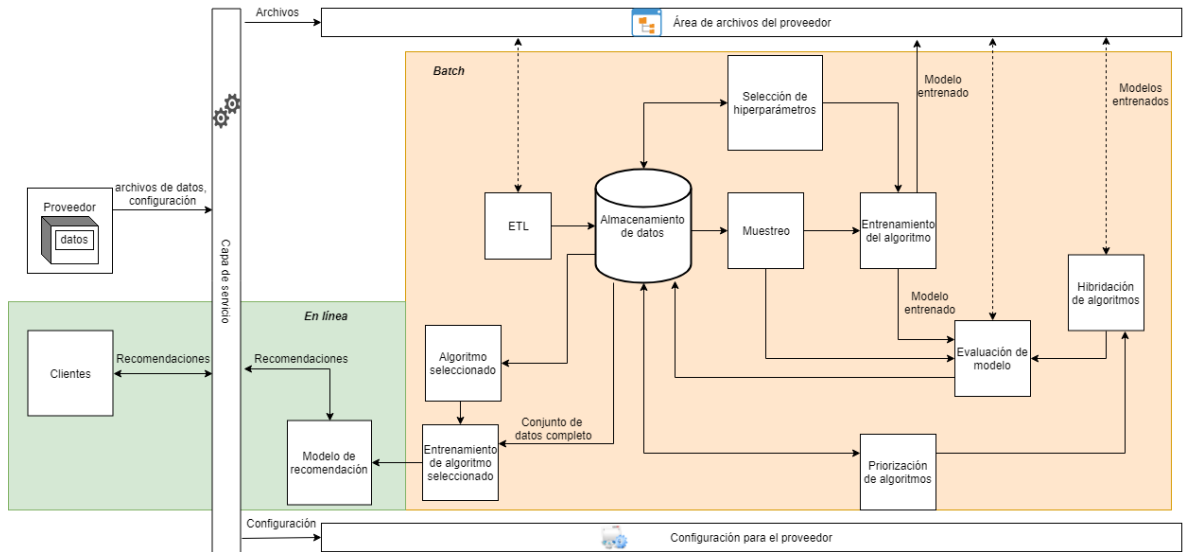 Archivos
Área de archivos del proveedor
Batch
Selección de
hiperparámetros
Modelo
entrenado
Modelos
entrenados
archivos de datos,
configuración
Proveedor
datos
Capa de servicio
ETL
Almacenamiento
de datos
Muestreo
Entrenamiento
del algoritmo
Hibridación
de algoritmos
Modelo
entrenado
En línea
Clientes
Recomendaciones
Recomendaciones
Algoritmo
seleccionado
Evaluación de
modelo
Conjunto de
datos completo
Modelo de
recomendación
Entrenamiento
de algoritmo
seleccionado
Priorización
de algoritmos
Configuración
Configuración para el proveedor